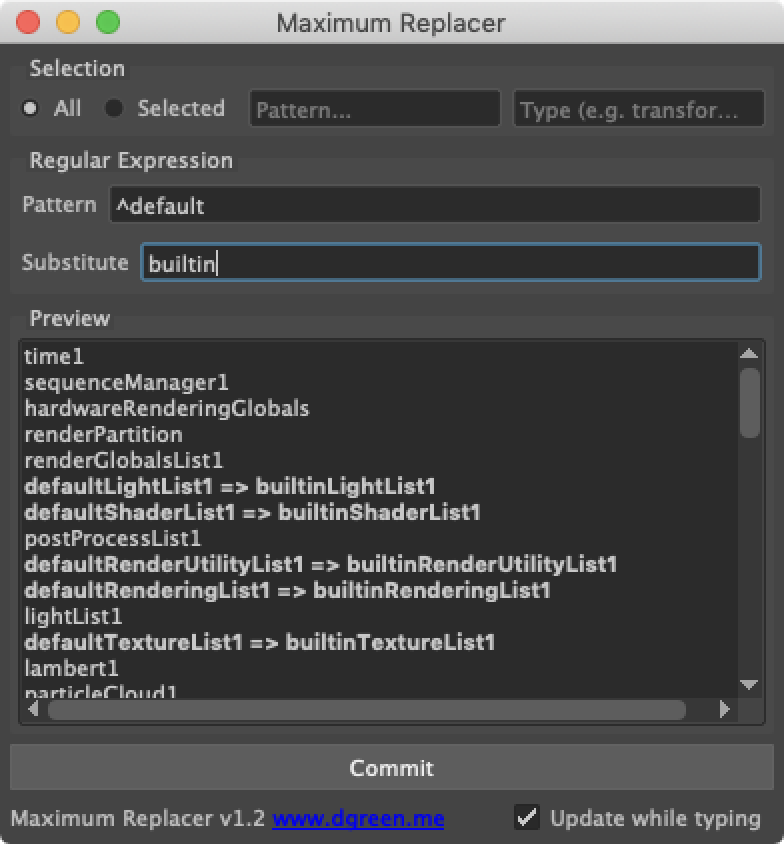 Maximum Replacer
Selection
All Selected Pattern... Type (e.g. transfor...
Regular Expression
Pattern ^default
Substitute builtin
Preview
time1
sequenceManager1
hardwareRenderingGlobals
renderPartition
renderGlobalsList1
defaultLightList1 => builtinLightList1
defaultShaderList1 => builtinShaderList1
postProcessList1
defaultRenderUtilityList1 => builtinRenderUtilityList1
defaultRenderingList1 => builtinRenderingList1
lightList1
defaultTextureList1 => builtinTextureList1
lambert1
particleCloud1
Commit
Maximum Replacer v1.2 www.dgreen.me Update while typing